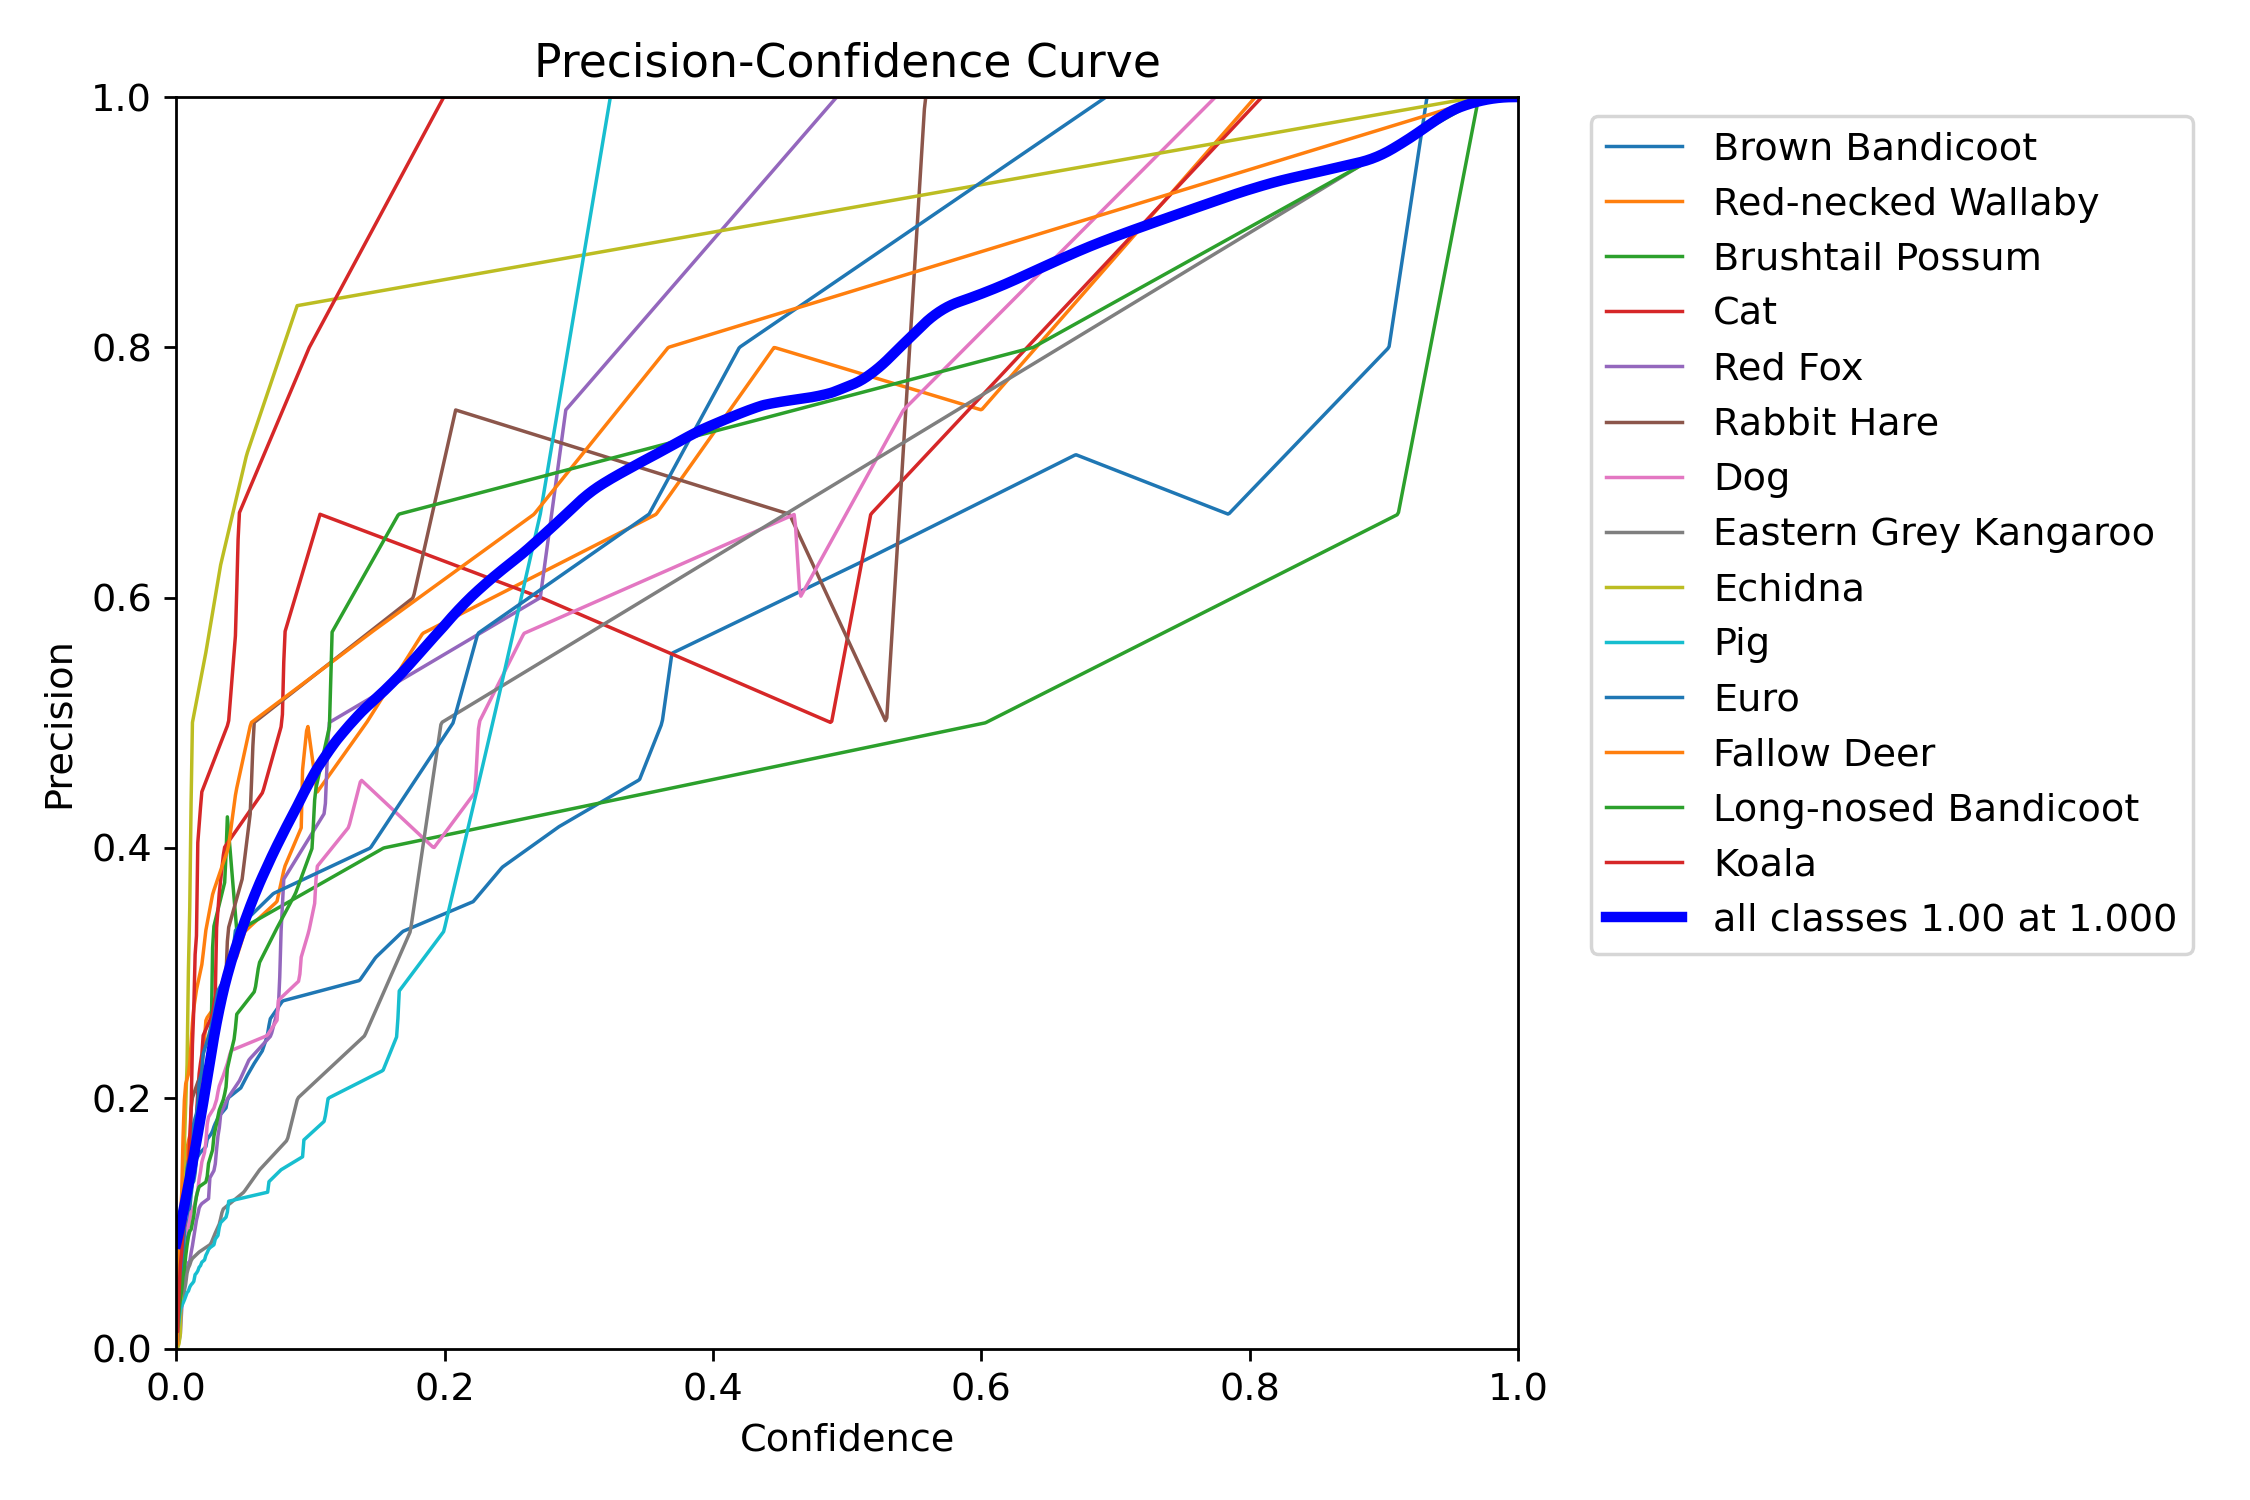 Precision-Confidence Curve
1.0
0.8
0.6
0.4
0.2
0.0
Precision
0.0 0.2 0.4 0.6 0.8 1.0
Confidence
Brown Bandicoot
Red-necked Wallaby
Brushtail Possum
Cat
Red Fox
Rabbit Hare
Dog
Eastern Grey Kangaroo
Echidna
Pig
Euro
Fallow Deer
Long-nosed Bandicoot
Koala
all classes 1.00 at 1.000